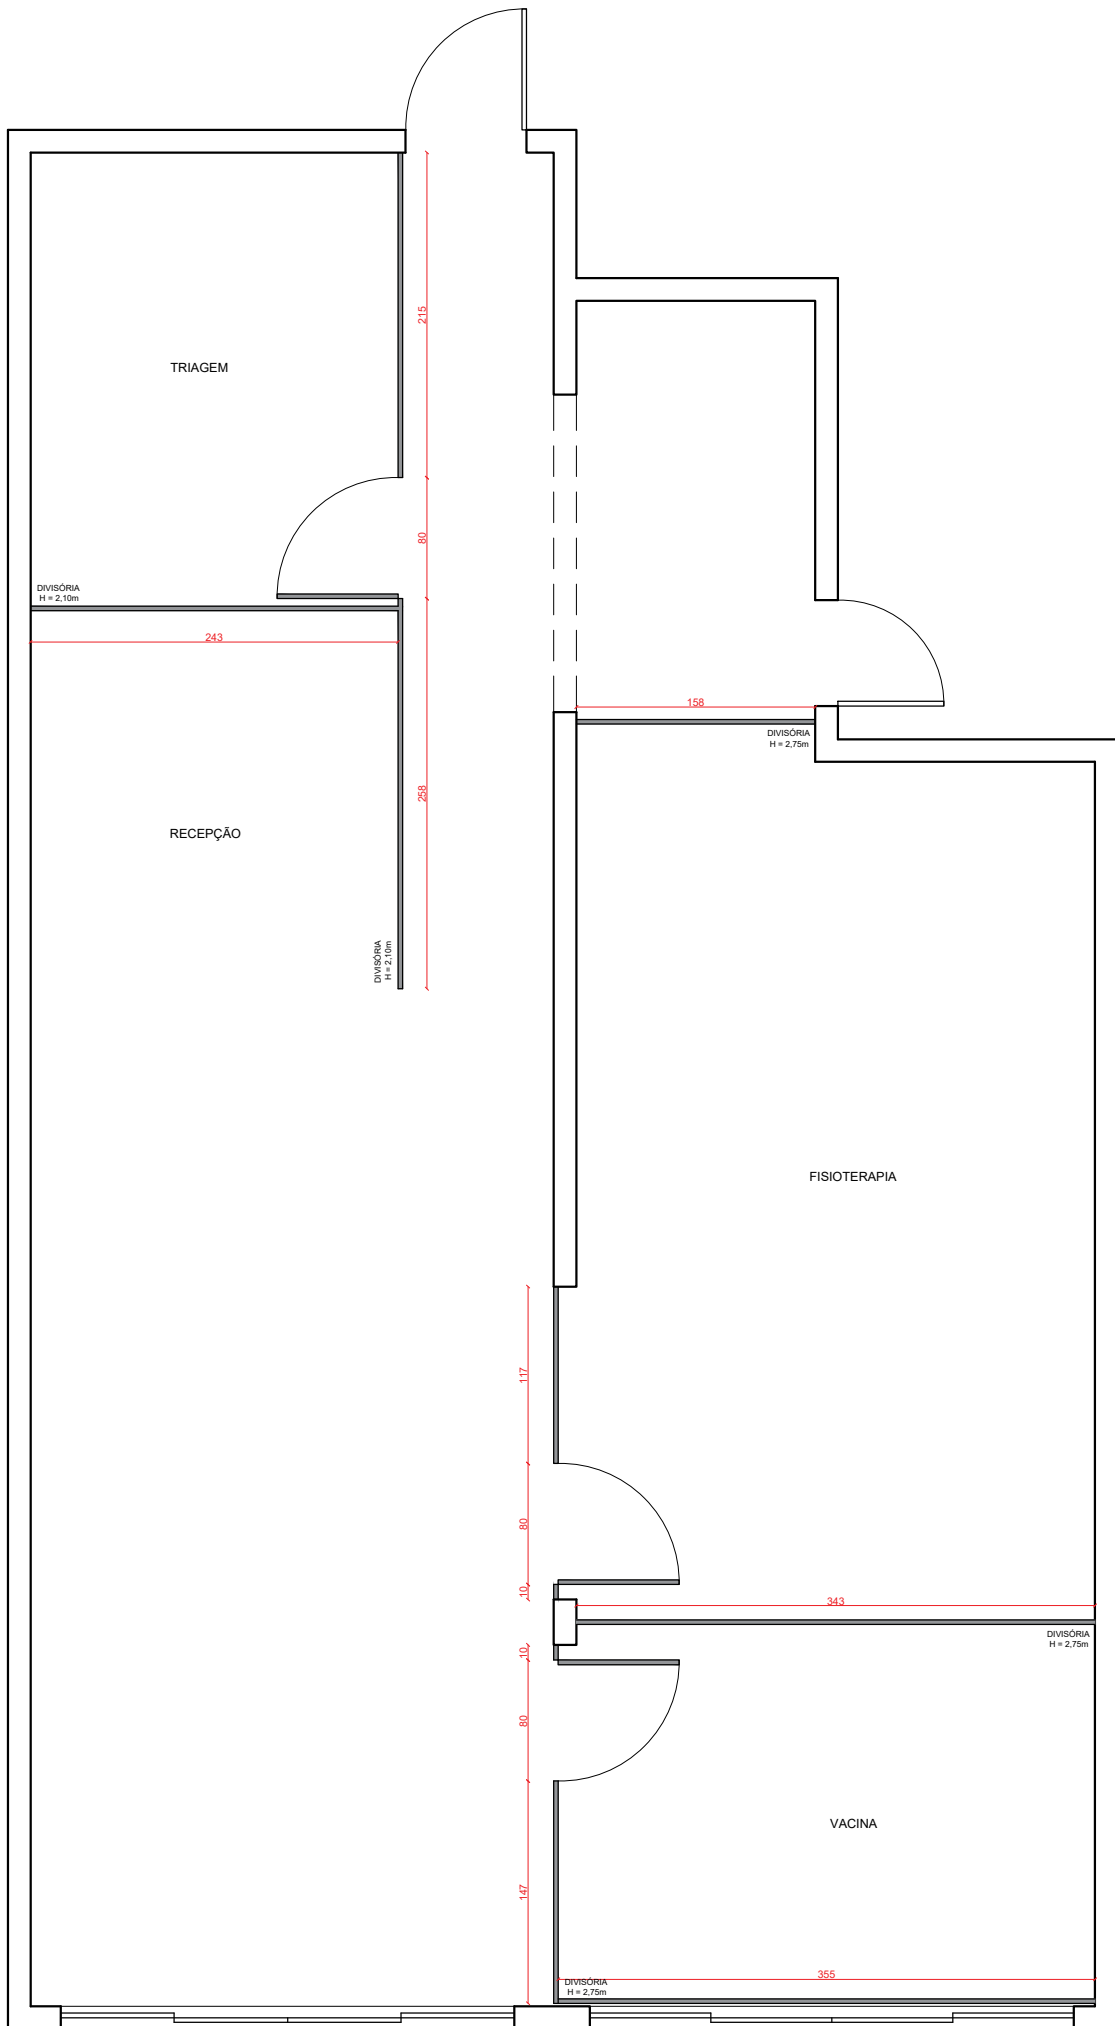 215
TRIAGEM
80
DIVISÓRIA
H = 2,10m
243
158
DIVISÓRIA
H = 2,75m
258
RECEPÇÃO
DIVISÓRIA
H = 2,10m
FISIOTERAPIA
117
80
10
343
DIVISÓRIA
H = 2,75m
10
80
VACINA
147
355
DIVISÓRIA
H = 2,75m